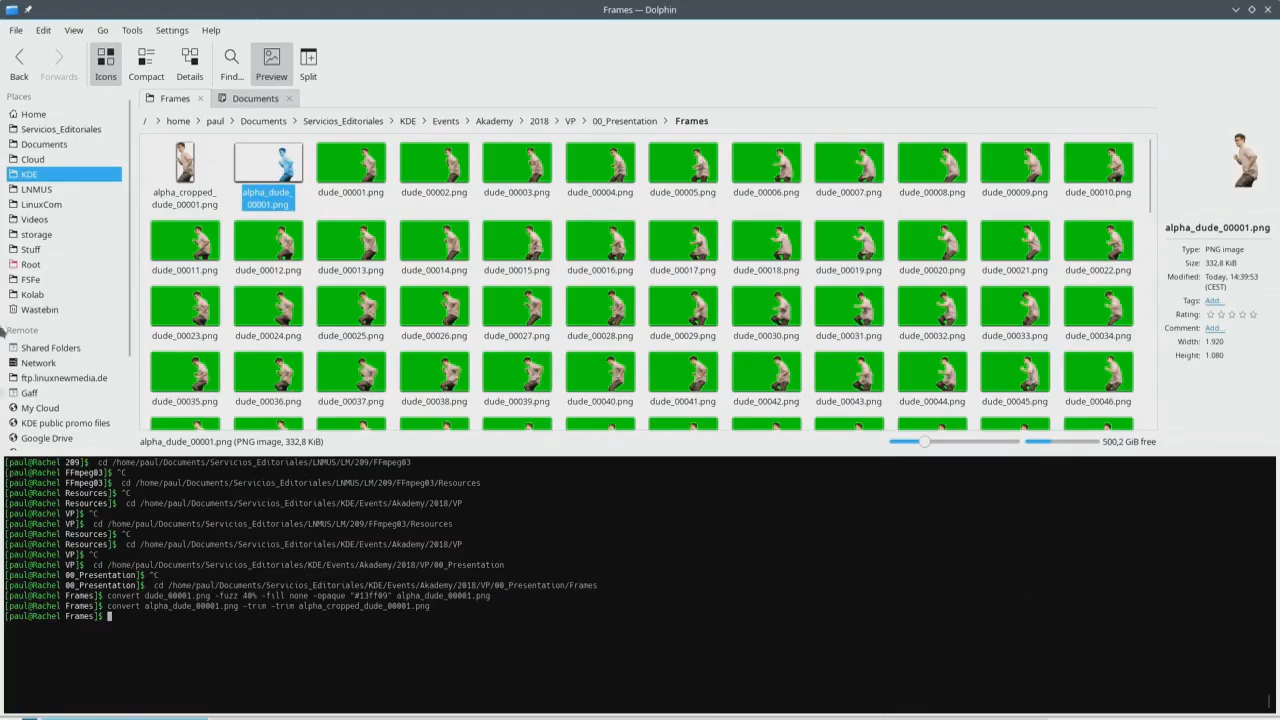 Frames — Dolphin
File Edit View Go Tools Settings Help
Back Forwards Icons Compact Details Find... Preview Split
Places
Home
Servicios_Editoriales
Documents
Cloud
KDE
LNMUS
LinuxCom
Videos
storage
Stuff
Root
FSFe
Kolab
Wastebin
Remote
Shared Folders
Network
ftp.linuxnewmedia.de
Gaff
My Cloud
KDE public promo files
Google Drive
Frames Documents
/ > home > paul > Documents > Servicios_Editoriales > KDE > Events > Akademy > 2018 > VP > 00_Presentation > Frames
alpha_cropped_
dude_00001.png
alpha_dude_
00001.png
dude_00001.png dude_00002.png dude_00003.png dude_00004.png dude_00005.png dude_00006.png dude_00007.png dude_00008.png dude_00009.png dude_00010.png
dude_00011.png dude_00012.png dude_00013.png dude_00014.png dude_00015.png dude_00016.png dude_00017.png dude_00018.png dude_00019.png dude_00020.png dude_00021.png dude_00022.png
dude_00023.png dude_00024.png dude_00025.png dude_00026.png dude_00027.png dude_00028.png dude_00029.png dude_00030.png dude_00031.png dude_00032.png dude_00033.png dude_00034.png
dude_00035.png dude_00036.png dude_00037.png dude_00038.png dude_00039.png dude_00040.png dude_00041.png dude_00042.png dude_00043.png dude_00044.png dude_00045.png dude_00046.png
alpha_dude_00001.png (PNG image, 332,8 KiB)
500,2 GiB free
alpha_dude_00001.png
Type: PNG image
Size: 332,8 KiB
Modified: Today, 14:39:53
(CEST)
Tags: Add...
Rating:
Comment: Add...
Width: 1.920
Height: 1.080
[paul@Rachel 209]$  cd /home/paul/Documents/Servicios_Editoriales/LNMUS/LM/209/FFmpeg03
[paul@Rachel FFmpeg03]$ ^C
[paul@Rachel FFmpeg03]$  cd /home/paul/Documents/Servicios_Editoriales/LNMUS/LM/209/FFmpeg03/Resources
[paul@Rachel Resources]$ ^C
[paul@Rachel Resources]$  cd /home/paul/Documents/Servicios_Editoriales/KDE/Events/Akademy/2018/VP
[paul@Rachel VP]$ ^C
[paul@Rachel VP]$  cd /home/paul/Documents/Servicios_Editoriales/LNMUS/LM/209/FFmpeg03/Resources
[paul@Rachel Resources]$ ^C
[paul@Rachel Resources]$  cd /home/paul/Documents/Servicios_Editoriales/KDE/Events/Akademy/2018/VP
[paul@Rachel VP]$ ^C
[paul@Rachel VP]$  cd /home/paul/Documents/Servicios_Editoriales/KDE/Events/Akademy/2018/VP/00_Presentation
[paul@Rachel 00_Presentation]$ ^C
[paul@Rachel 00_Presentation]$  cd /home/paul/Documents/Servicios_Editoriales/KDE/Events/Akademy/2018/VP/00_Presentation/Frames
[paul@Rachel Frames]$ convert dude_00001.png -fuzz 40% -fill none -opaque "#13ff09" alpha_dude_00001.png
[paul@Rachel Frames]$ convert alpha_dude_00001.png -trim -trim alpha_cropped_dude_00001.png
[paul@Rachel Frames]$